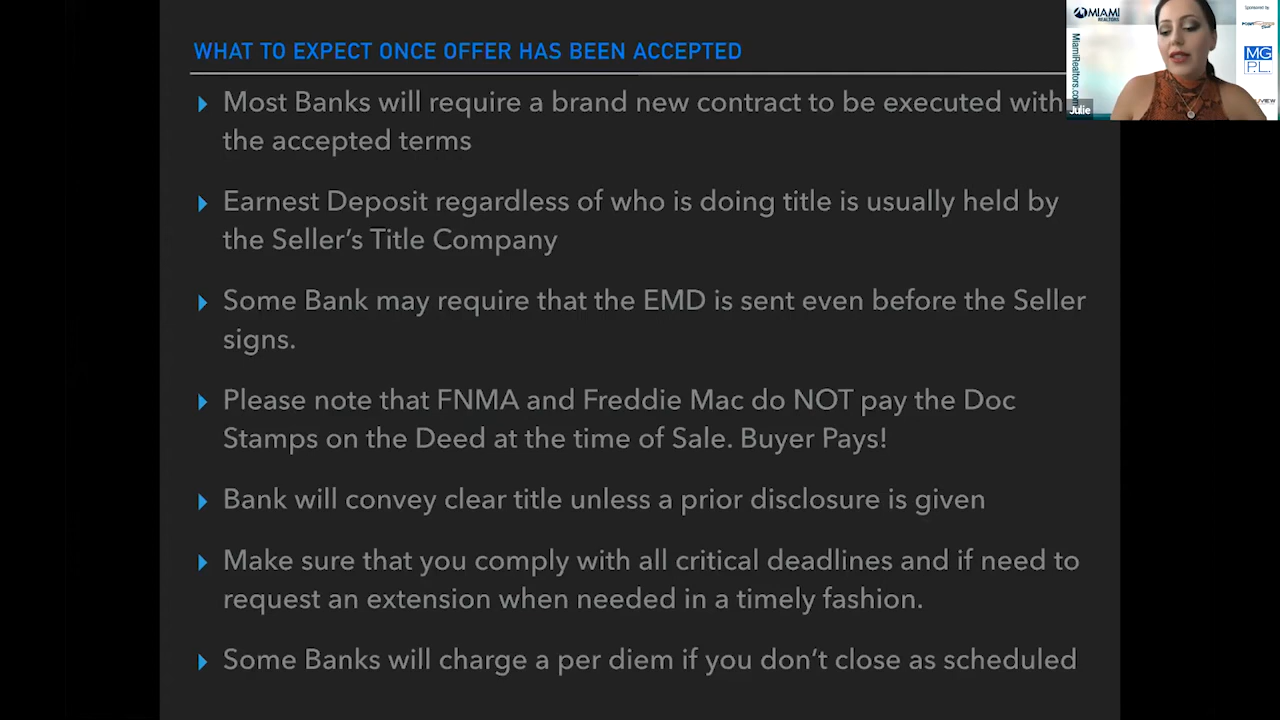 WHAT TO EXPECT ONCE OFFER HAS BEEN ACCEPTED
Most Banks will require a brand new contract to be executed with
the accepted terms
Earnest Deposit regardless of who is doing title is usually held by
the Seller's Title Company
Some Bank may require that the EMD is sent even before the Seller
signs.
Please note that FNMA and Freddie Mac do NOT pay the Doc
Stamps on the Deed at the time of Sale. Buyer Pays!
Bank will convey clear title unless a prior disclosure is given
Make sure that you comply with all critical deadlines and if need to
request an extension when needed in a timely fashion.
Some Banks will charge a per diem if you don't close as scheduled
MIAMI
REALTORS
MiamiRealtors.com
Julie
Sponsored by
MG
P.L.